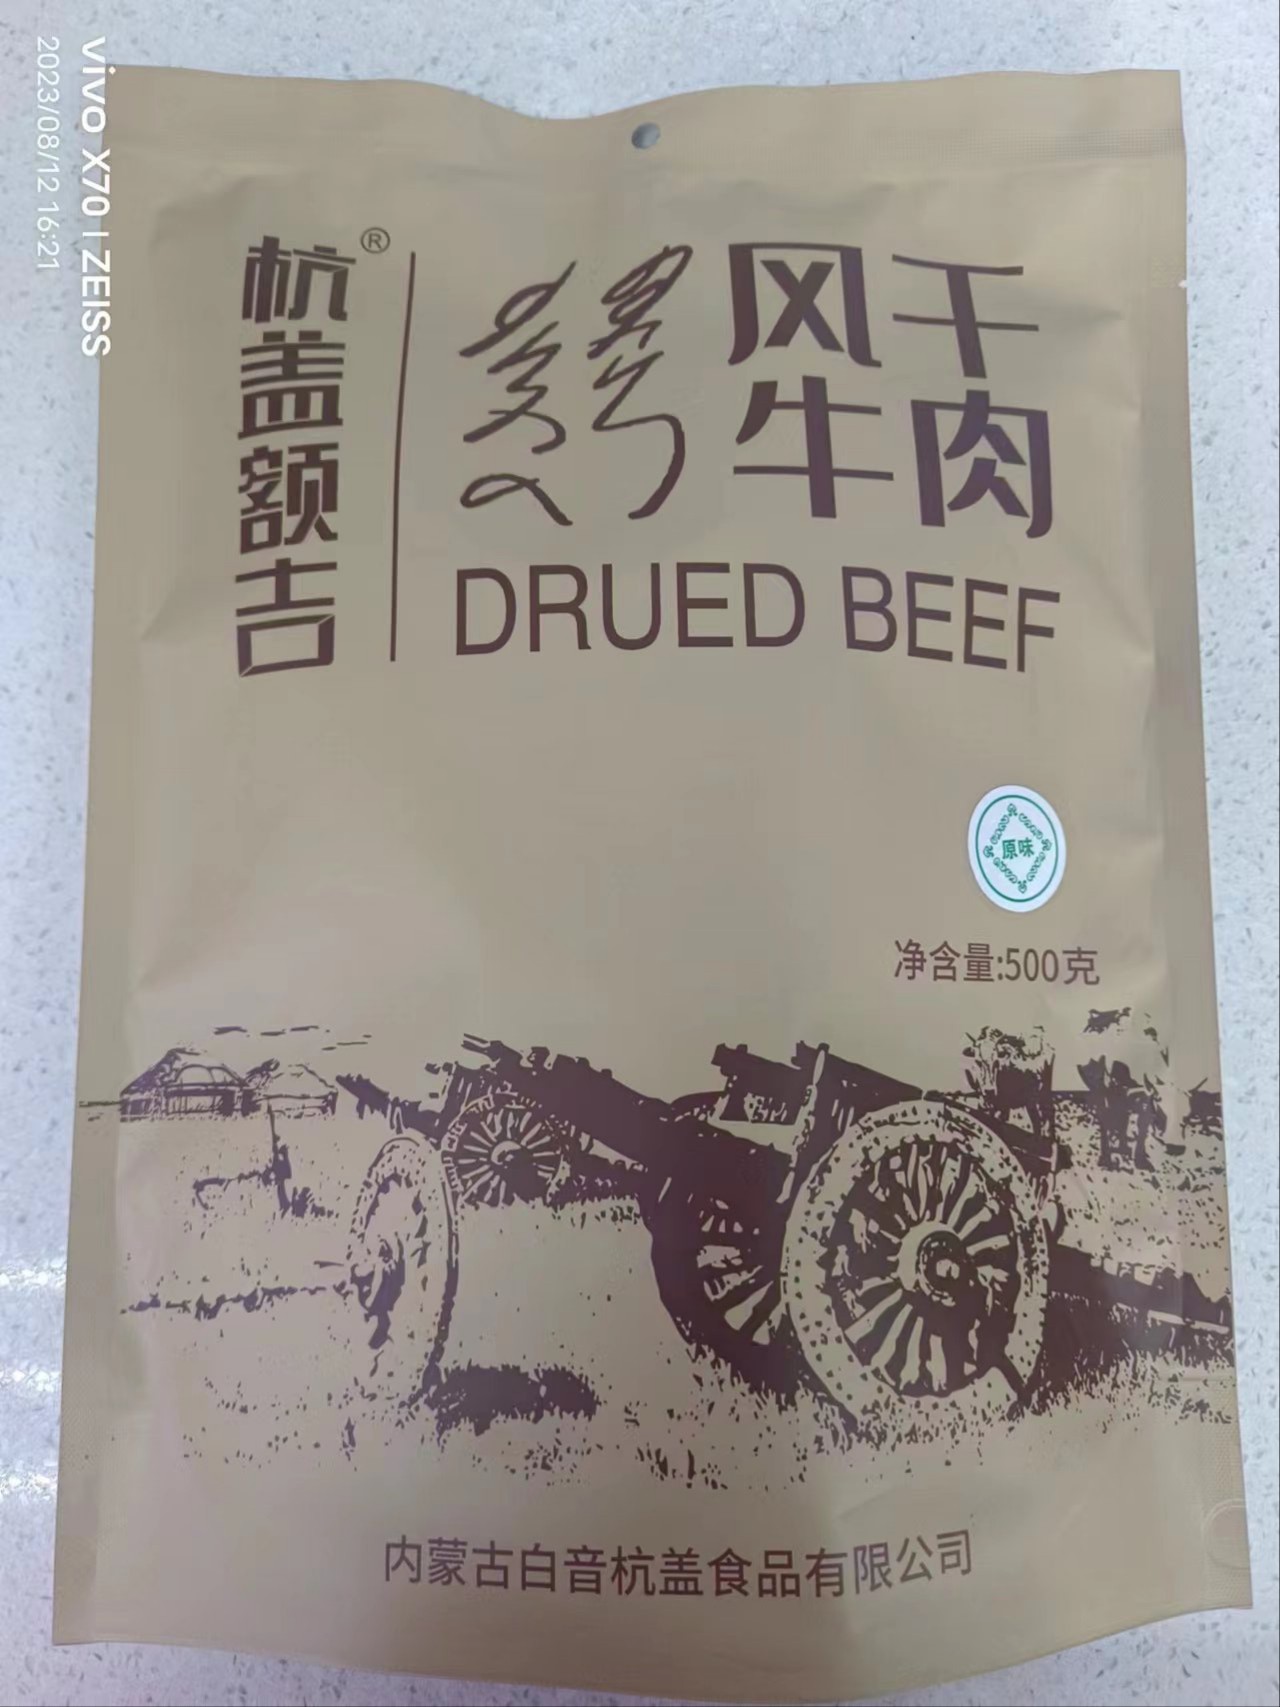 杭盖额吉®
风干
牛肉
DRUED BEEF
原味
净含量:500克
内蒙古白音杭盖食品有限公司
vivo X70 | ZEISS
2023/08/12 16:21